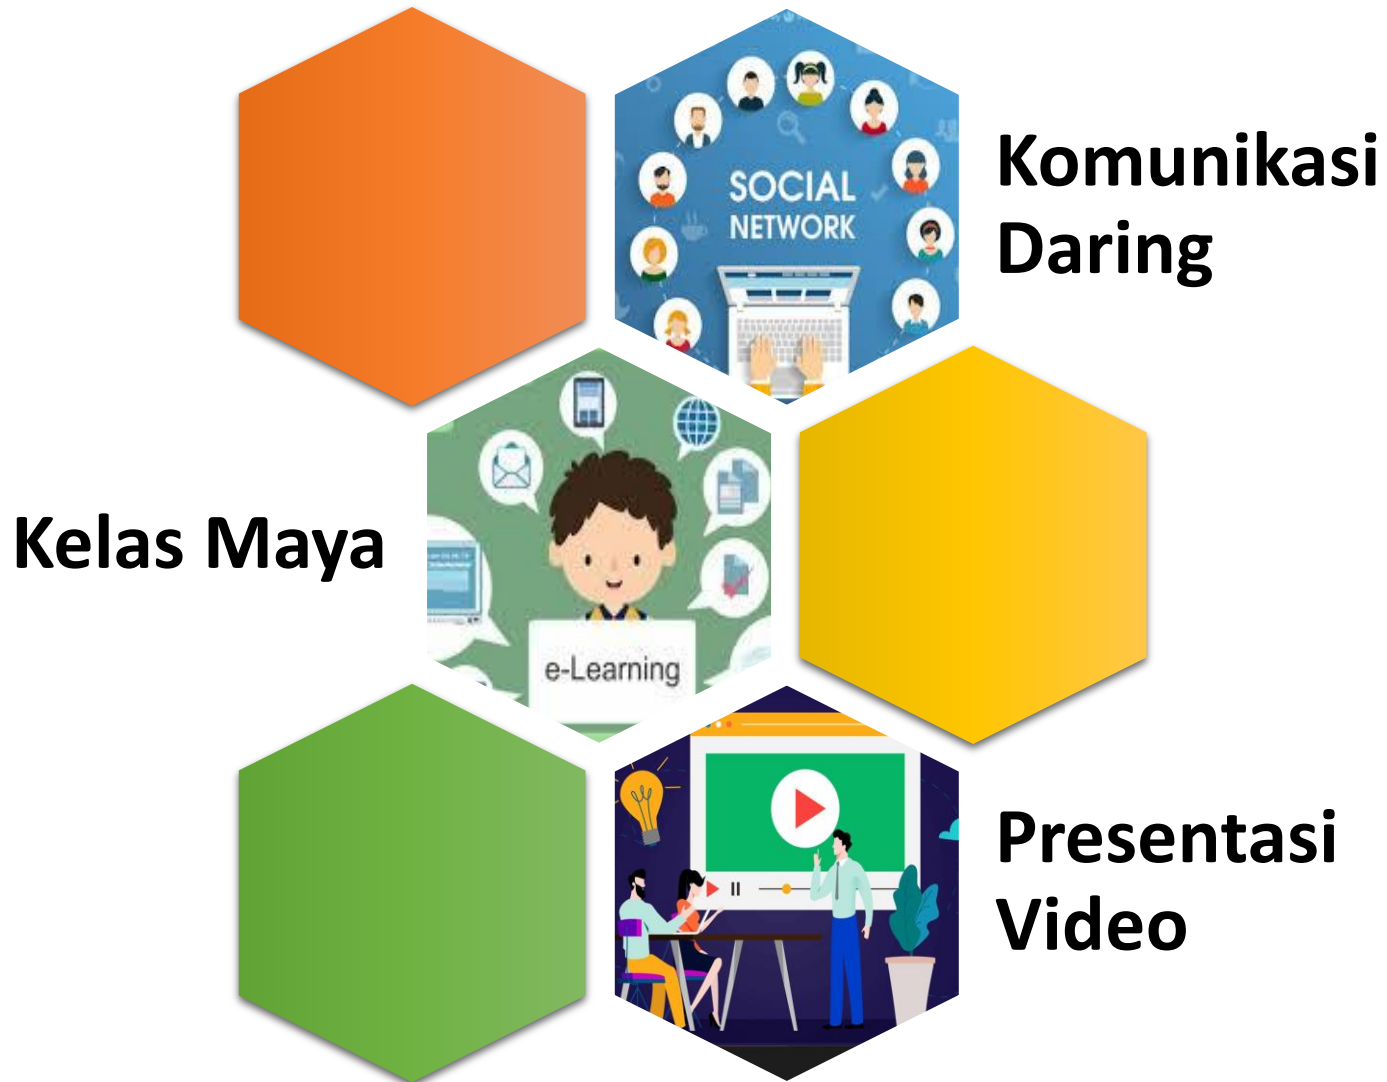 SOCIAL
NETWORK
Komunikasi
Daring
Kelas Maya
e-Learning
Presentasi
Video